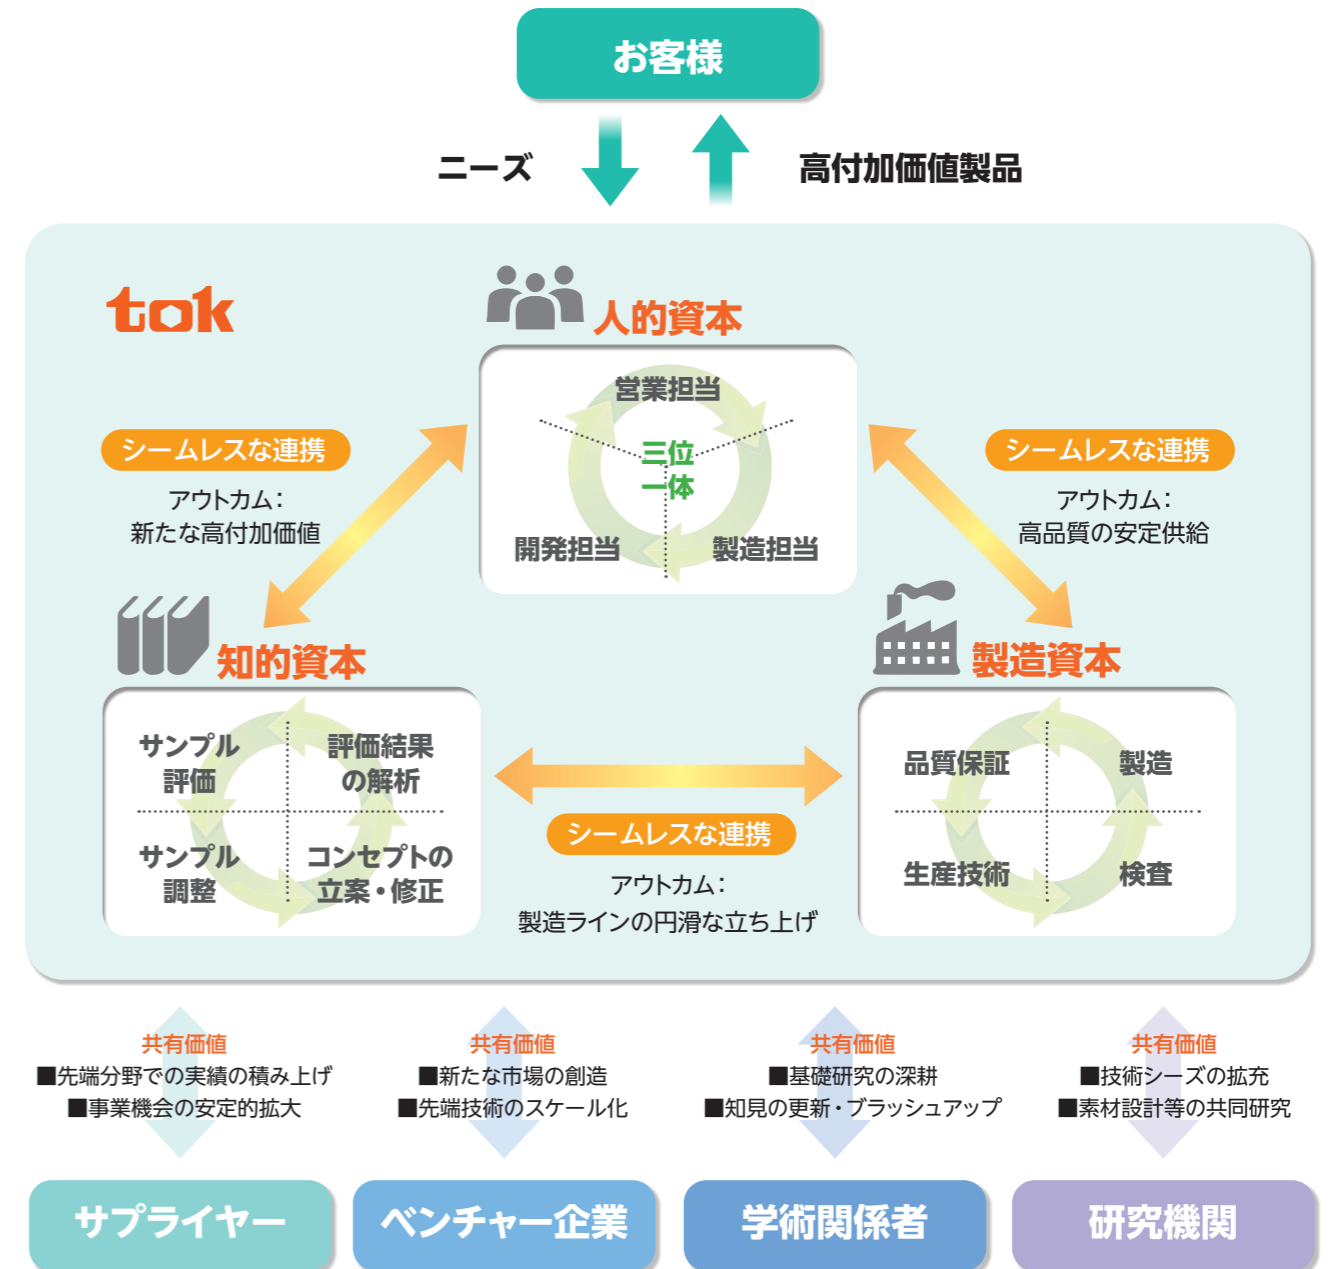 お客様
ニーズ
高付加価値製品
tok
人的資本
営業担当
三位
一体
開発担当
製造担当
シームレスな連携
アウトカム：
新たな高付加価値
シームレスな連携
アウトカム：
高品質の安定供給
知的資本
サンプル
評価
評価結果
の解析
サンプル
調整
コンセプトの
立案・修正
シームレスな連携
アウトカム：
製造ラインの円滑な立ち上げ
製造資本
品質保証
製造
生産技術
検査
共有価値
■先端分野での実績の積み上げ
■事業機会の安定的拡大
サプライヤー
共有価値
■新たな市場の創造
■先端技術のスケール化
ベンチャー企業
共有価値
■基礎研究の深耕
■知見の更新・ブラッシュアップ
学術関係者
共有価値
■技術シーズの拡充
■素材設計等の共同研究
研究機関